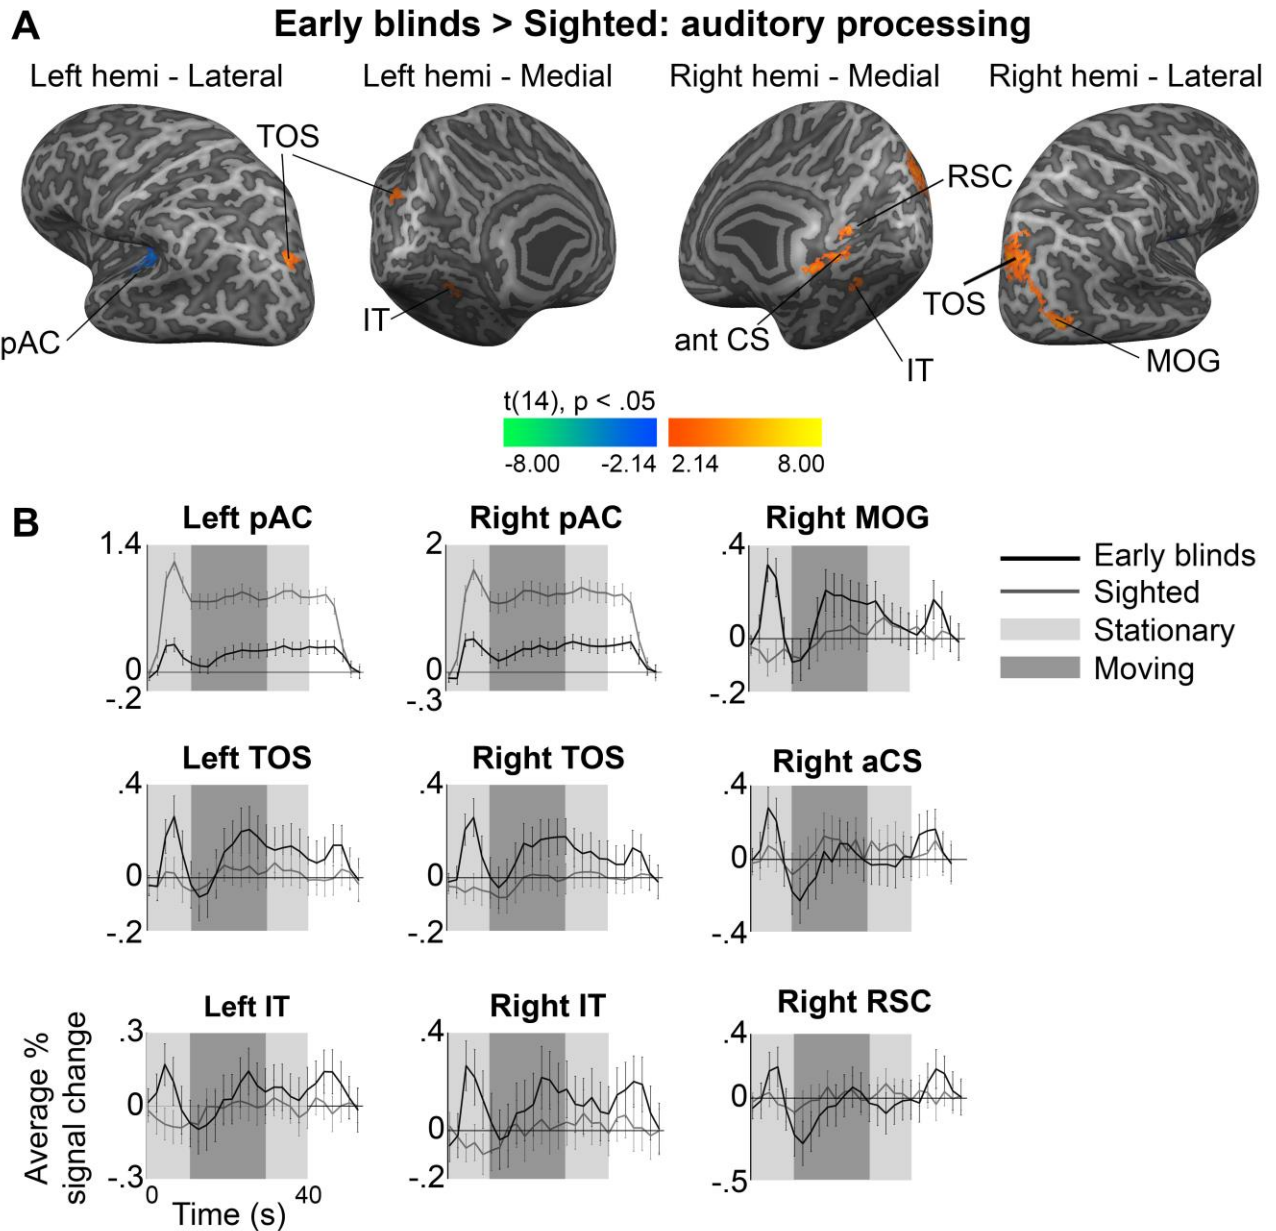 A
Early blinds > Sighted: auditory processing
Left hemi - Lateral
Left hemi - Medial
Right hemi - Medial
Right hemi - Lateral
TOS
pAC
IT
RSC
ant CS
IT
TOS
MOG
t(14), p < .05
-8.00 -2.14 2.14 8.00
B
Left pAC
1.4
0
-.2
Right pAC
2
0
-.3
Right MOG
.4
0
-.2
Early blinds
Sighted
Stationary
Moving
Left TOS
.4
0
-.2
Right TOS
.4
0
-.2
Right aCS
.4
0
-.4
Left IT
.3
0
-.3
Average %
signal change
0 40
Time (s)
Right IT
.4
0
-.2
Right RSC
.4
0
-.5